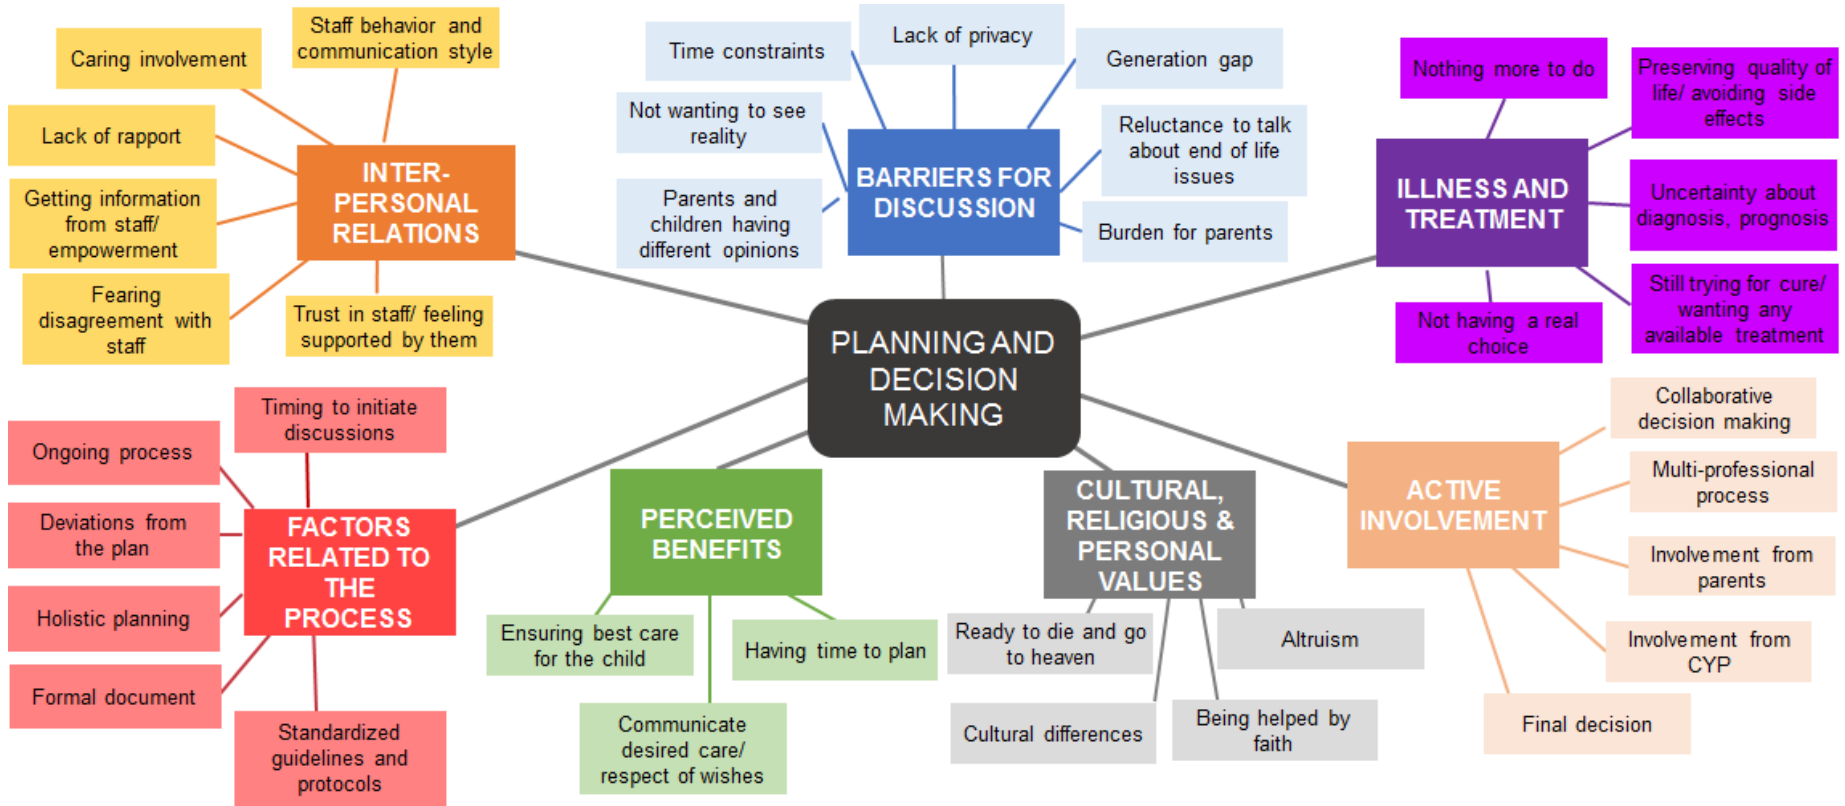 Staff behavior and
communication style
Caring involvement
Lack of rapport
Getting information
from staff/
empowerment
Fearing
disagreement with
staff
Trust in staff/ feeling
supported by them
INTER-
PERSONAL
RELATIONS
Time constraints
Lack of privacy
Generation gap
Not wanting to see
reality
Reluctance to talk
about end of life
issues
Parents and
children having
different opinions
Burden for parents
BARRIERS FOR
DISCUSSION
Nothing more to do
Preserving quality of
life/ avoiding side
effects
Uncertainty about
diagnosis, prognosis
Still trying for cure/
wanting any
available treatment
Not having a real
choice
ILLNESS AND
TREATMENT
PLANNING AND
DECISION
MAKING
Timing to initiate
discussions
Ongoing process
Deviations from
the plan
Holistic planning
Formal document
Standardized
guidelines and
protocols
FACTORS
RELATED TO
THE
PROCESS
PERCEIVED
BENEFITS
Ensuring best care
for the child
Having time to plan
Communicate
desired care/
respect of wishes
CULTURAL,
RELIGIOUS &
PERSONAL
VALUES
Ready to die and go
to heaven
Altruism
Cultural differences
Being helped by
faith
ACTIVE
INVOLVEMENT
Collaborative
decision making
Multi-professional
process
Involvement from
parents
Involvement from
CYP
Final decision